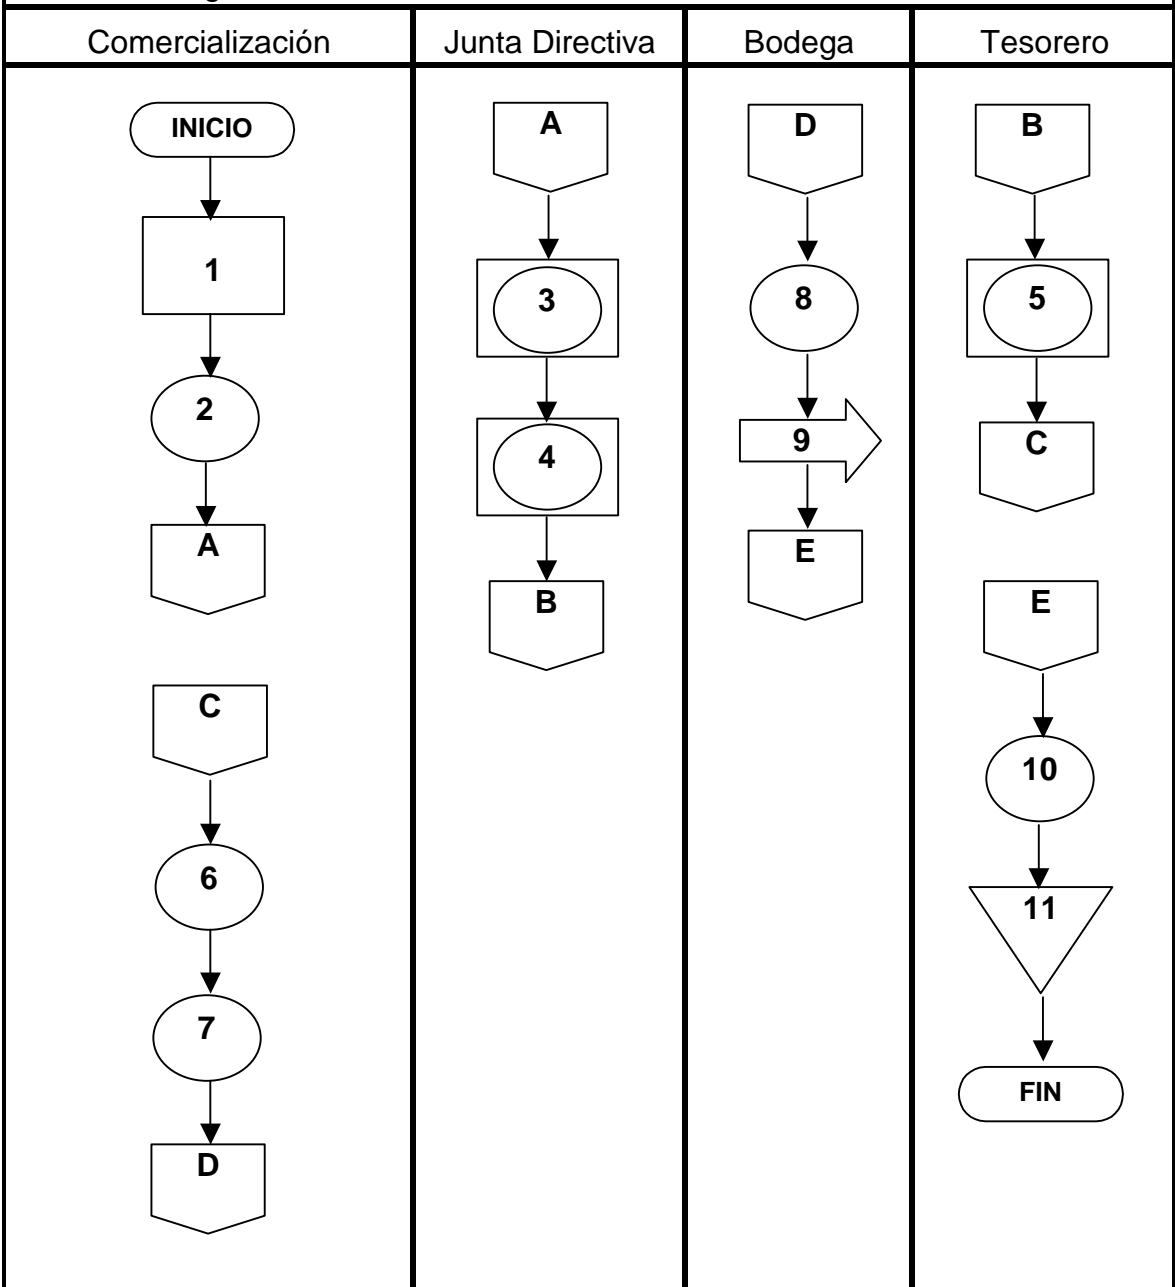 Comercialización
Junta Directiva
Bodega
Tesorero
INICIO
1
2
A
C
6
7
D
A
3
4
B
D
8
9
E
B
5
C
E
10
11
FIN